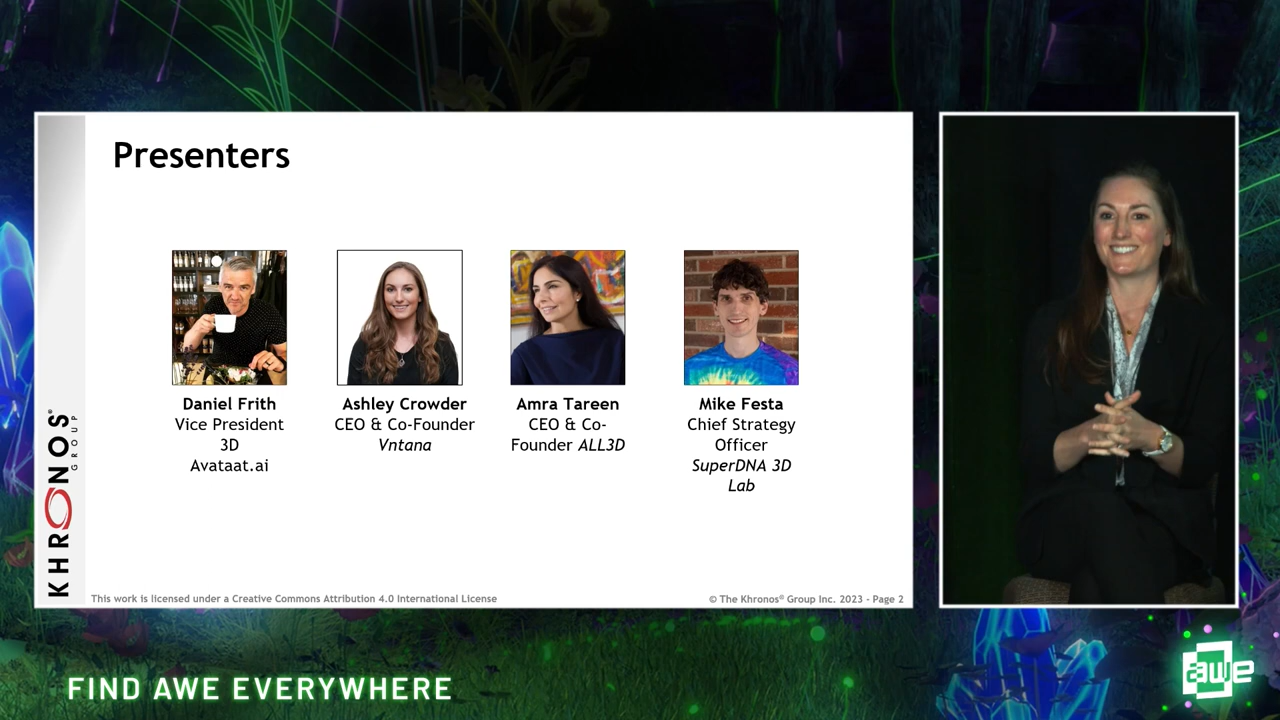 Presenters
Daniel Frith
Vice President
3D
Avataat.ai
Ashley Crowder
CEO & Co-Founder
Vntana
Amra Tareen
CEO & Co-
Founder ALL3D
Mike Festa
Chief Strategy
Officer
SuperDNA 3D
Lab
KHRONOS®
GROUP
This work is licensed under a Creative Commons Attribution 4.0 International License
© The Khronos® Group Inc. 2023 - Page 2
FIND AWE EVERYWHERE
awe